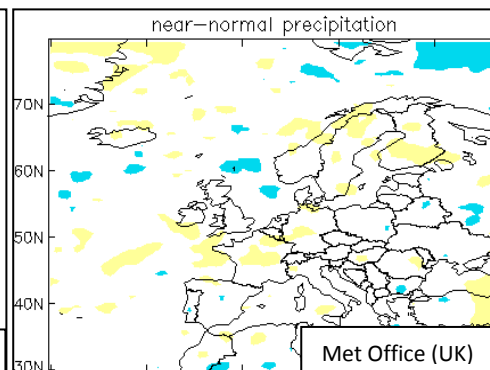 near-normal precipitation
70N
60N
50N
40N
30N
Met Office (UK)